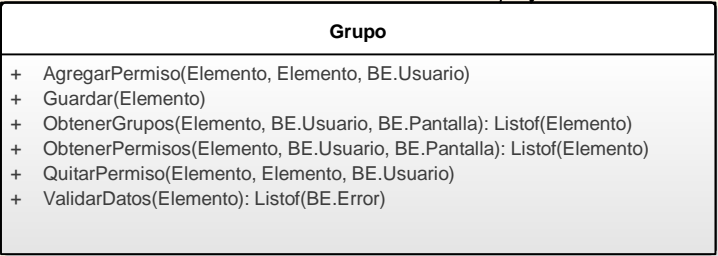 Grupo
+ AgregarPermiso(Elemento, Elemento, BE.Usuario)
+ Guardar(Elemento)
+ ObtenerGrupos(Elemento, BE.Usuario, BE.Pantalla): Listof(Elemento)
+ ObtenerPermisos(Elemento, BE.Usuario, BE.Pantalla): Listof(Elemento)
+ QuitarPermiso(Elemento, Elemento, BE.Usuario)
+ ValidarDatos(Elemento): Listof(BE.Error)